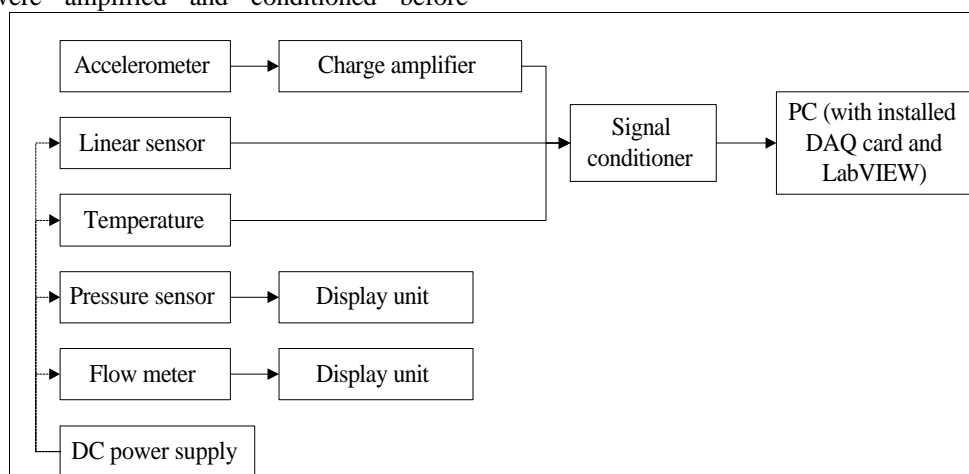 were amplified and conditioned before
Accelerometer
Charge amplifier
Linear sensor
Signal
conditioner
PC (with installed
DAQ card and
LabVIEW)
Temperature
Pressure sensor
Display unit
Flow meter
Display unit
DC power supply